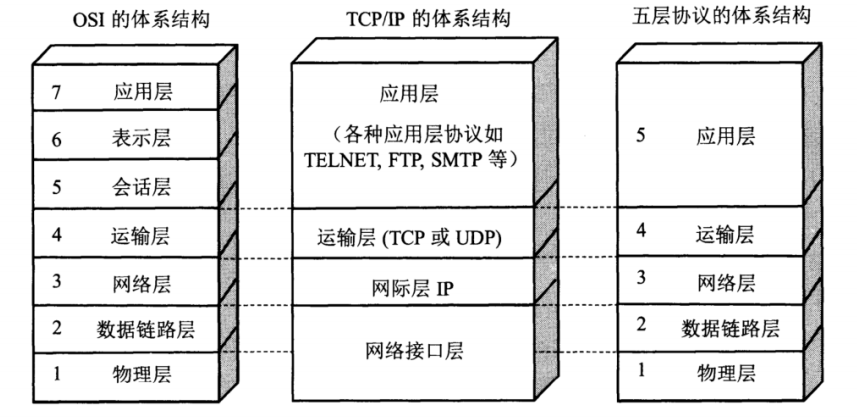 OSI 的体系结构
7 应用层
6 表示层
5 会话层
4 运输层
3 网络层
2 数据链路层
1 物理层
TCP/IP 的体系结构
应用层
（各种应用层协议如
TELNET, FTP, SMTP 等）
运输层 (TCP 或 UDP)
网际层 IP
网络接口层
五层协议的体系结构
5 应用层
4 运输层
3 网络层
2 数据链路层
1 物理层